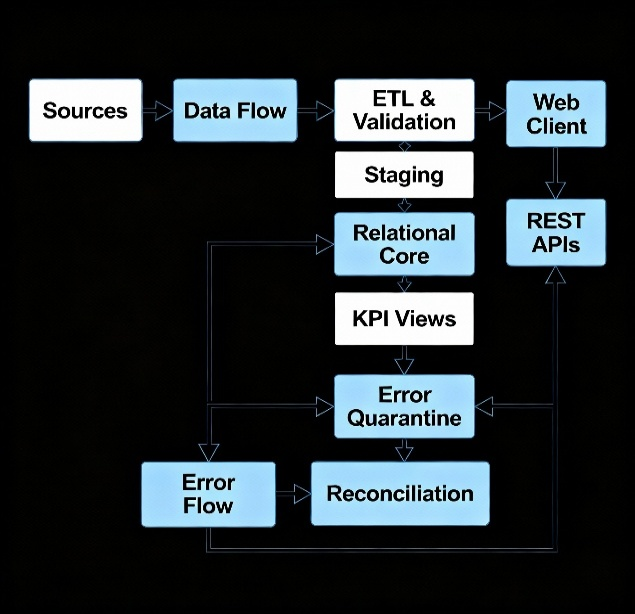 Sources
Data Flow
ETL &
Validation
Web
Client
Staging
REST
APIs
Relational
Core
KPI Views
Error
Quarantine
Error
Flow
Reconciliation